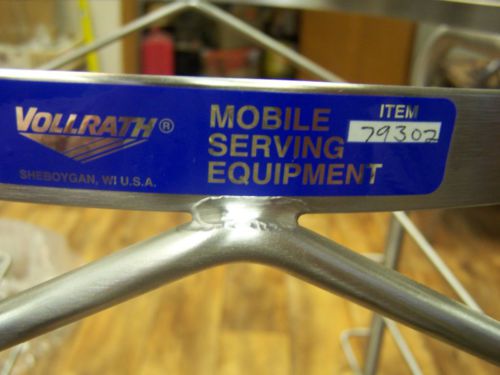 VOLLRATH®
SHEBOYGAN, WI U.S.A.
MOBILE
SERVING
EQUIPMENT
ITEM
79302